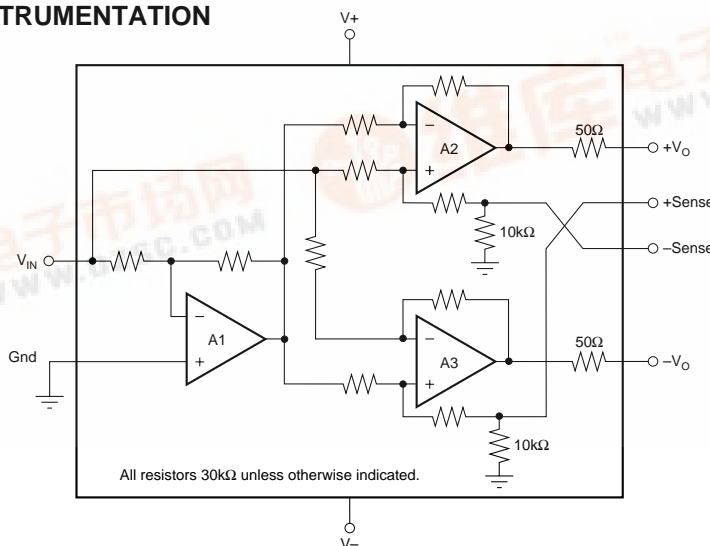 TRUMENTATION
V+
A2
50Ω
+VO
+Sense
10kΩ
–Sense
VIN
A1
Gnd
A3
50Ω
–VO
10kΩ
All resistors 30kΩ unless otherwise indicated.
V–